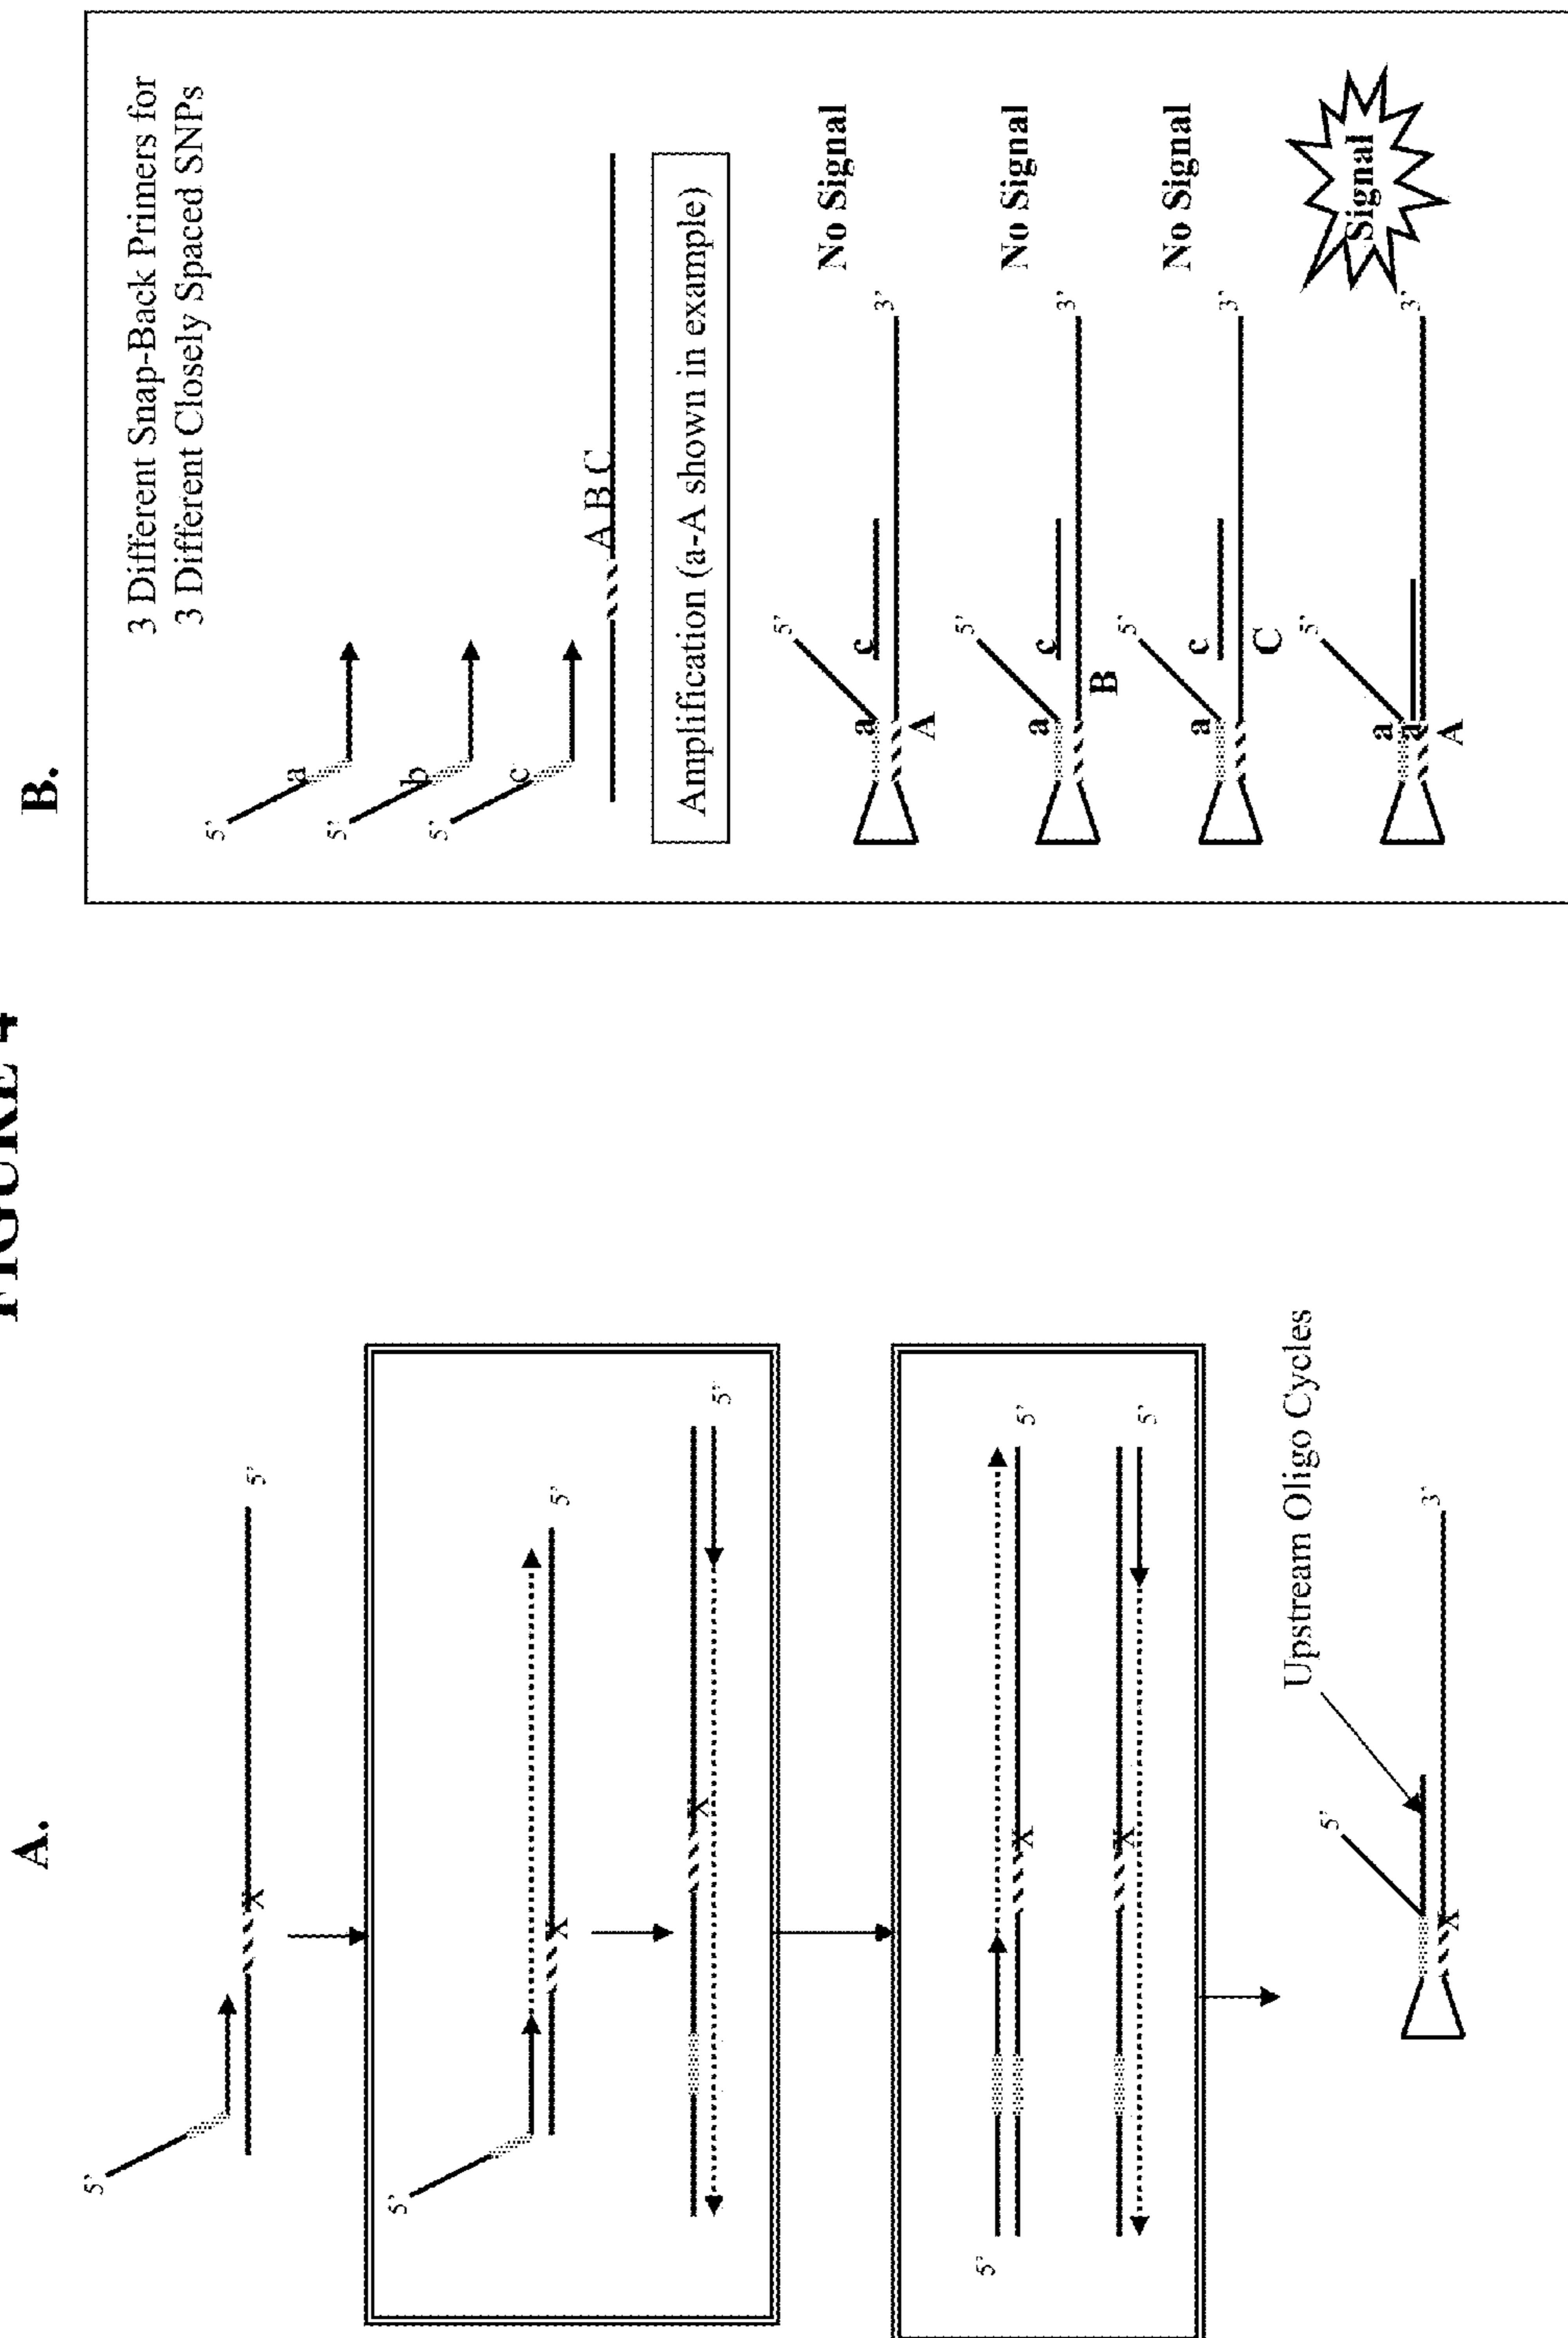 FIGURE 4
A.
5'
5'
X
5'
5'
X
X
5'
5'
5'
X
X
5'
Upstream Oligo Cycles
5'
3'
X
B.
3 Different Snap-Back Primers for
3 Different Closely Spaced SNPs
5'
a
5'
b
5'
c
A B C
Amplification (a-A shown in example)
5'
a
c
3'
A
No Signal
5'
a
c
3'
B
No Signal
5'
a
c
3'
C
No Signal
5'
a
a
3'
A
Signal